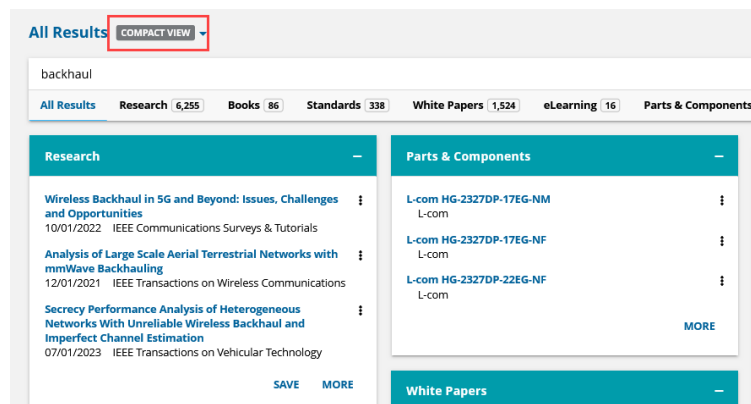 All Results COMPACT VIEW
backhaul
All Results Research 6,255 Books 86 Standards 338 White Papers 1,524 eLearning 16 Parts & Components
Research
Wireless Backhaul in 5G and Beyond: Issues, Challenges
and Opportunities
10/01/2022 IEEE Communications Surveys & Tutorials
Analysis of Large Scale Aerial Terrestrial Networks with
mmWave Backhauling
12/01/2021 IEEE Transactions on Wireless Communications
Secrecy Performance Analysis of Heterogeneous
Networks With Unreliable Wireless Backhaul and
Imperfect Channel Estimation
07/01/2023 IEEE Transactions on Vehicular Technology
SAVE MORE
Parts & Components
L-com HG-2327DP-17EG-NM
L-com
L-com HG-2327DP-17EG-NF
L-com
L-com HG-2327DP-22EG-NF
L-com
MORE
White Papers